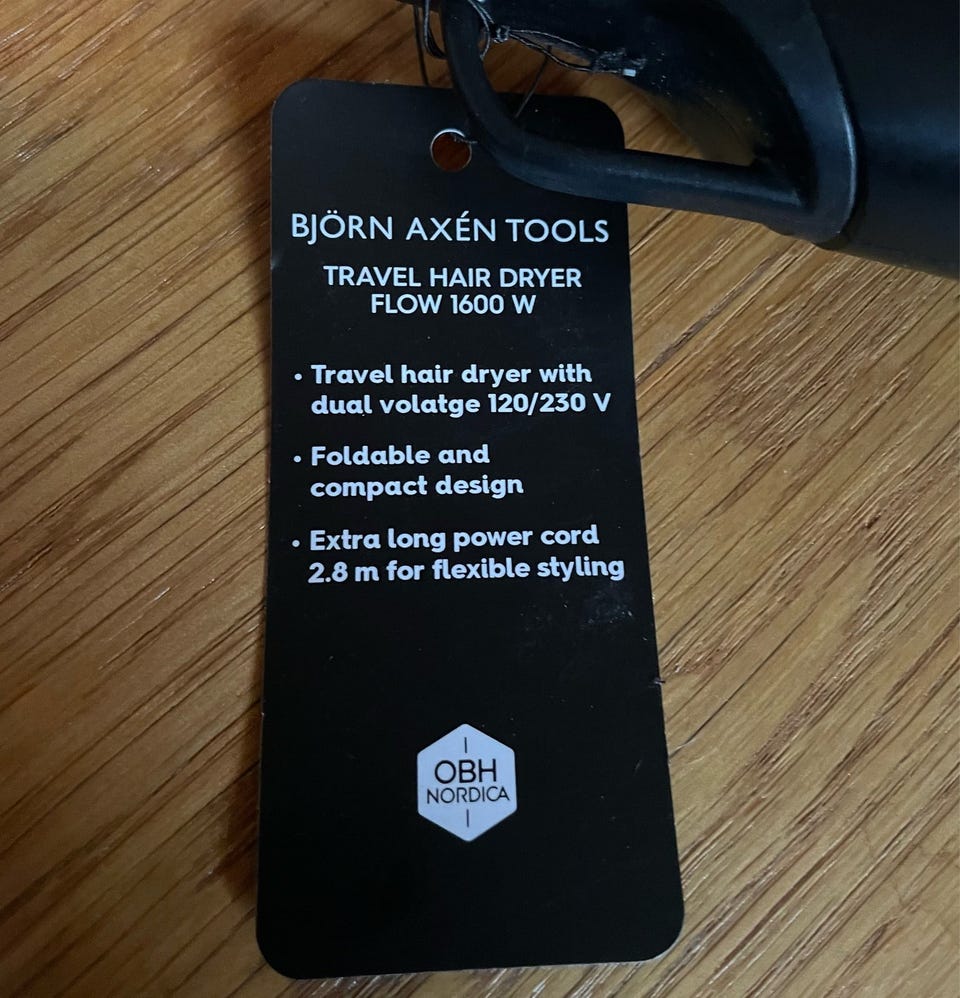 BJÖRN AXÉN TOOLS
TRAVEL HAIR DRYER
FLOW 1600 W
• Travel hair dryer with
dual volatge 120/230 V
• Foldable and
compact design
• Extra long power cord
2.8 m for flexible styling
OBH
NORDICA